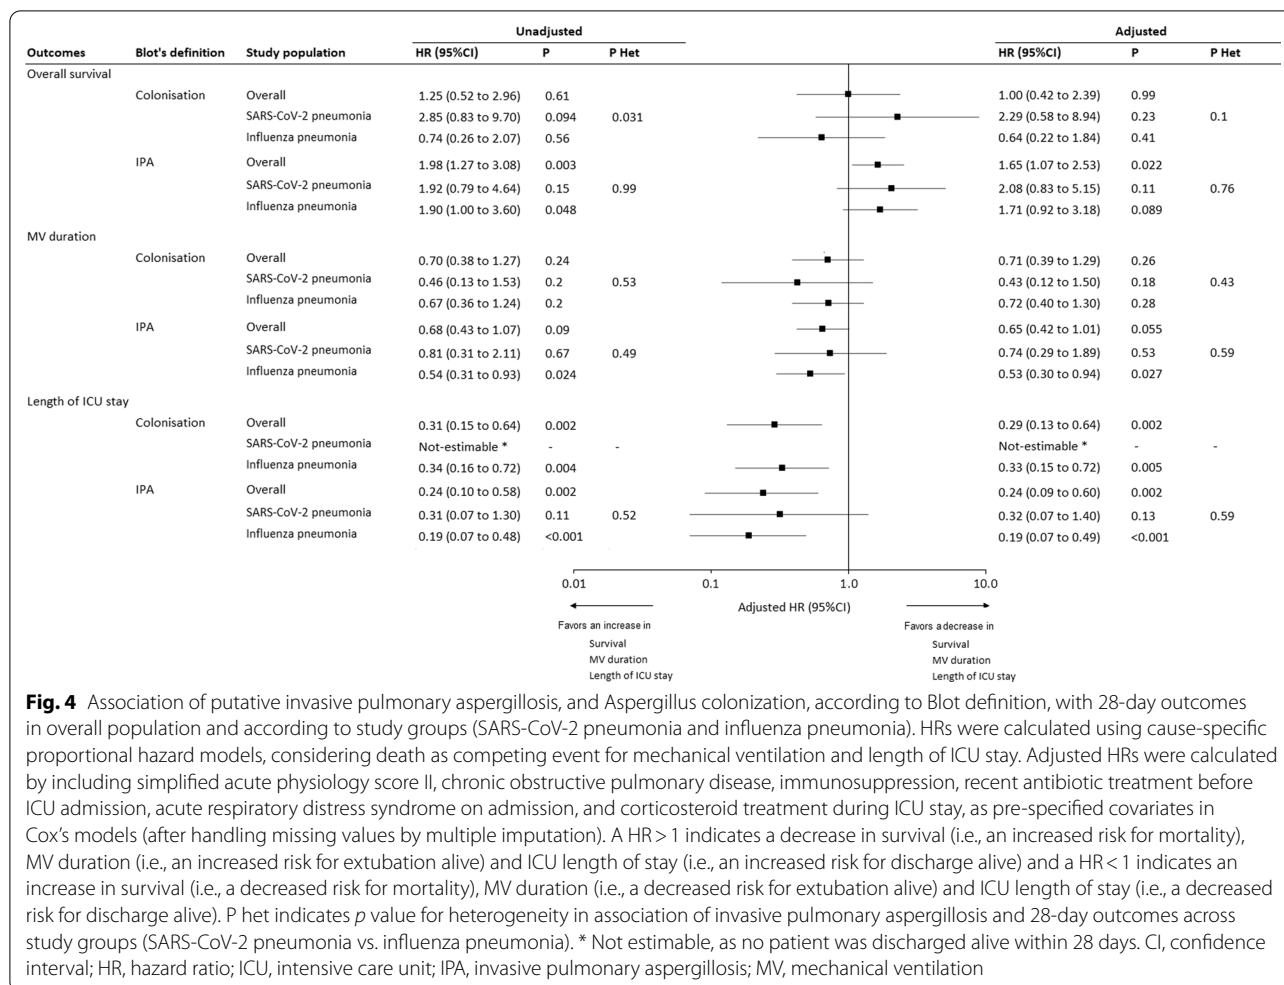 Unadjusted Adjusted
Outcomes Blot's definition Study population HR (95%CI) P P Het HR (95%CI) P P Het
Overall survival
Colonisation Overall 1.25 (0.52 to 2.96) 0.61 1.00 (0.42 to 2.39) 0.99
SARS-CoV-2 pneumonia 2.85 (0.83 to 9.70) 0.094 0.031 2.29 (0.58 to 8.94) 0.23 0.1
Influenza pneumonia 0.74 (0.26 to 2.07) 0.56 0.64 (0.22 to 1.84) 0.41
IPA Overall 1.98 (1.27 to 3.08) 0.003 1.65 (1.07 to 2.53) 0.022
SARS-CoV-2 pneumonia 1.92 (0.79 to 4.64) 0.15 0.99 2.08 (0.83 to 5.15) 0.11 0.76
Influenza pneumonia 1.90 (1.00 to 3.60) 0.048 1.71 (0.92 to 3.18) 0.089
MV duration
Colonisation Overall 0.70 (0.38 to 1.27) 0.24 0.71 (0.39 to 1.29) 0.26
SARS-CoV-2 pneumonia 0.46 (0.13 to 1.53) 0.2 0.53 0.43 (0.12 to 1.50) 0.18 0.43
Influenza pneumonia 0.67 (0.36 to 1.24) 0.2 0.72 (0.40 to 1.30) 0.28
IPA Overall 0.68 (0.43 to 1.07) 0.09 0.65 (0.42 to 1.01) 0.055
SARS-CoV-2 pneumonia 0.81 (0.31 to 2.11) 0.67 0.49 0.74 (0.29 to 1.89) 0.53 0.59
Influenza pneumonia 0.54 (0.31 to 0.93) 0.024 0.53 (0.30 to 0.94) 0.027
Length of ICU stay
Colonisation Overall 0.31 (0.15 to 0.64) 0.002 0.29 (0.13 to 0.64) 0.002
SARS-CoV-2 pneumonia Not-estimable * - - Not-estimable * - -
Influenza pneumonia 0.34 (0.16 to 0.72) 0.004 0.33 (0.15 to 0.72) 0.005
IPA Overall 0.24 (0.10 to 0.58) 0.002 0.24 (0.09 to 0.60) 0.002
SARS-CoV-2 pneumonia 0.31 (0.07 to 1.30) 0.11 0.52 0.32 (0.07 to 1.40) 0.13 0.59
Influenza pneumonia 0.19 (0.07 to 0.48) <0.001 0.19 (0.07 to 0.49) <0.001
0.01 0.1 1.0 10.0
Adjusted HR (95%CI)
Favors an increase in Favors a decrease in
Survival Survival
MV duration MV duration
Length of ICU stay Length of ICU stay
Fig. 4 Association of putative invasive pulmonary aspergillosis, and Aspergillus colonization, according to Blot definition, with 28-day outcomes
in overall population and according to study groups (SARS-CoV-2 pneumonia and influenza pneumonia). HRs were calculated using cause-specific
proportional hazard models, considering death as competing event for mechanical ventilation and length of ICU stay. Adjusted HRs were calculated
by including simplified acute physiology score II, chronic obstructive pulmonary disease, immunosuppression, recent antibiotic treatment before
ICU admission, acute respiratory distress syndrome on admission, and corticosteroid treatment during ICU stay, as pre-specified covariates in
Cox's models (after handling missing values by multiple imputation). A HR > 1 indicates a decrease in survival (i.e., an increased risk for mortality),
MV duration (i.e., an increased risk for extubation alive) and ICU length of stay (i.e., an increased risk for discharge alive) and a HR < 1 indicates an
increase in survival (i.e., a decreased risk for mortality), MV duration (i.e., a decreased risk for extubation alive) and ICU length of stay (i.e., a decreased
risk for discharge alive). P het indicates p value for heterogeneity in association of invasive pulmonary aspergillosis and 28-day outcomes across
study groups (SARS-CoV-2 pneumonia vs. influenza pneumonia). * Not estimable, as no patient was discharged alive within 28 days. CI, confidence
interval; HR, hazard ratio; ICU, intensive care unit; IPA, invasive pulmonary aspergillosis; MV, mechanical ventilation